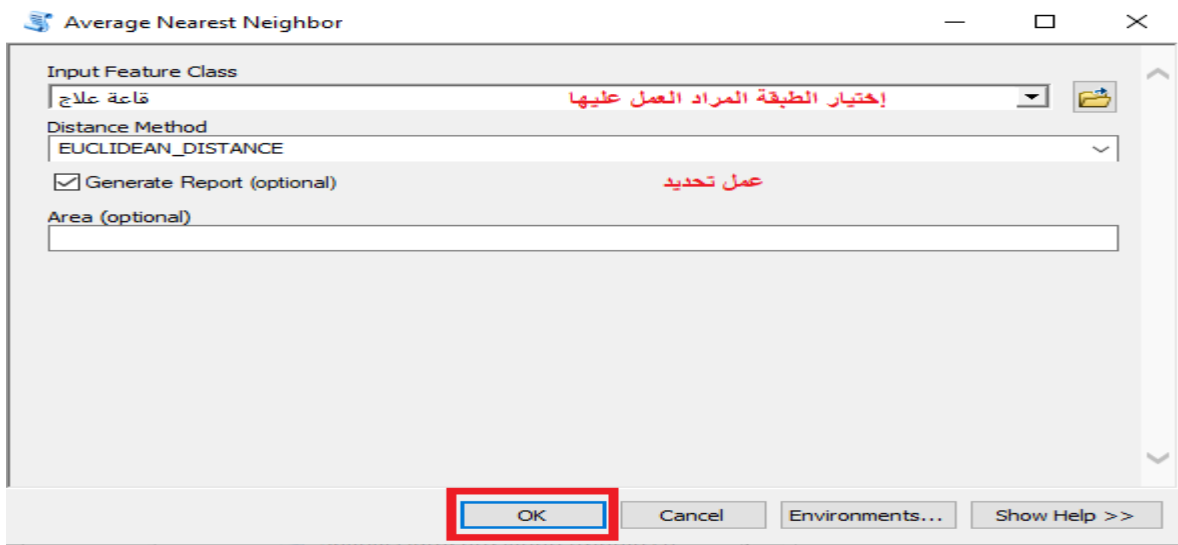 Average Nearest Neighbor
Input Feature Class
قاعة علاج إختيار الطبقة المراد العمل عليها
Distance Method
EUCLIDEAN_DISTANCE
Generate Report (optional) عمل تحديد
Area (optional)
OK Cancel Environments... Show Help >>